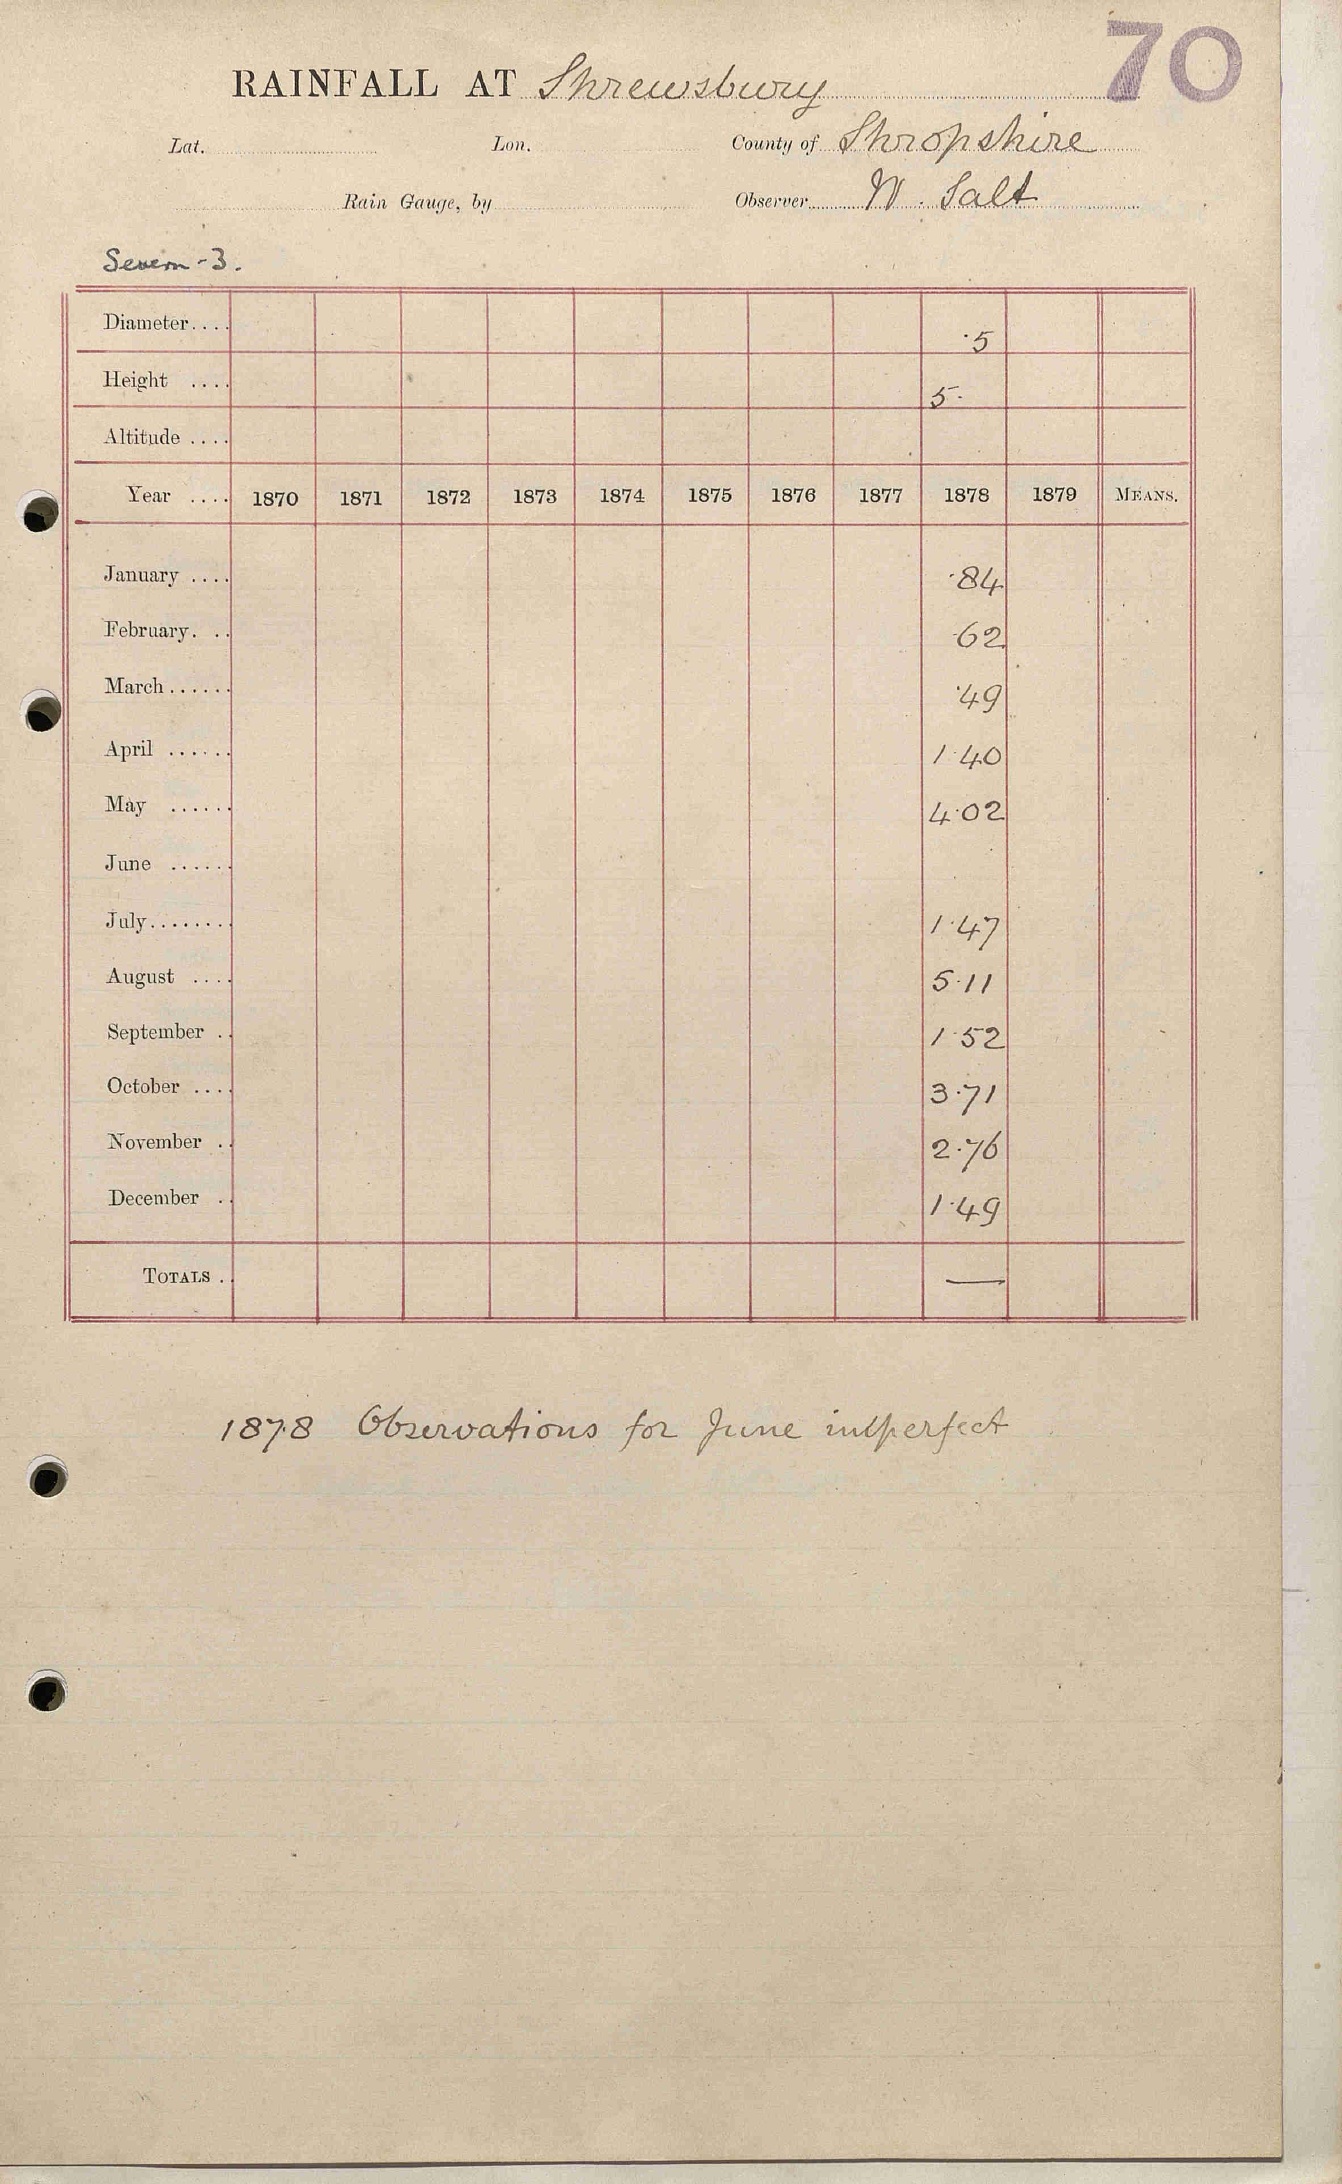 70
RAINFALL AT Shrewsbury
Lat. Lon. County of Shropshire
Rain Gauge, by Observer W. Salt
Severn - 3.
Diameter.... ·5
Height .... 5·
Altitude ....
Year .... 1870 1871 1872 1873 1874 1875 1876 1877 1878 1879 MEANS.
January .... ·84
February. .. ·62
March...... ·49
April ...... 1·40
May ...... 4·02
June ......
July........ 1·47
August .... 5·11
September .. 1·52
October .... 3·71
November .. 2·76
December .. 1·49
TOTALS .. —
1878 Observations for June imperfect